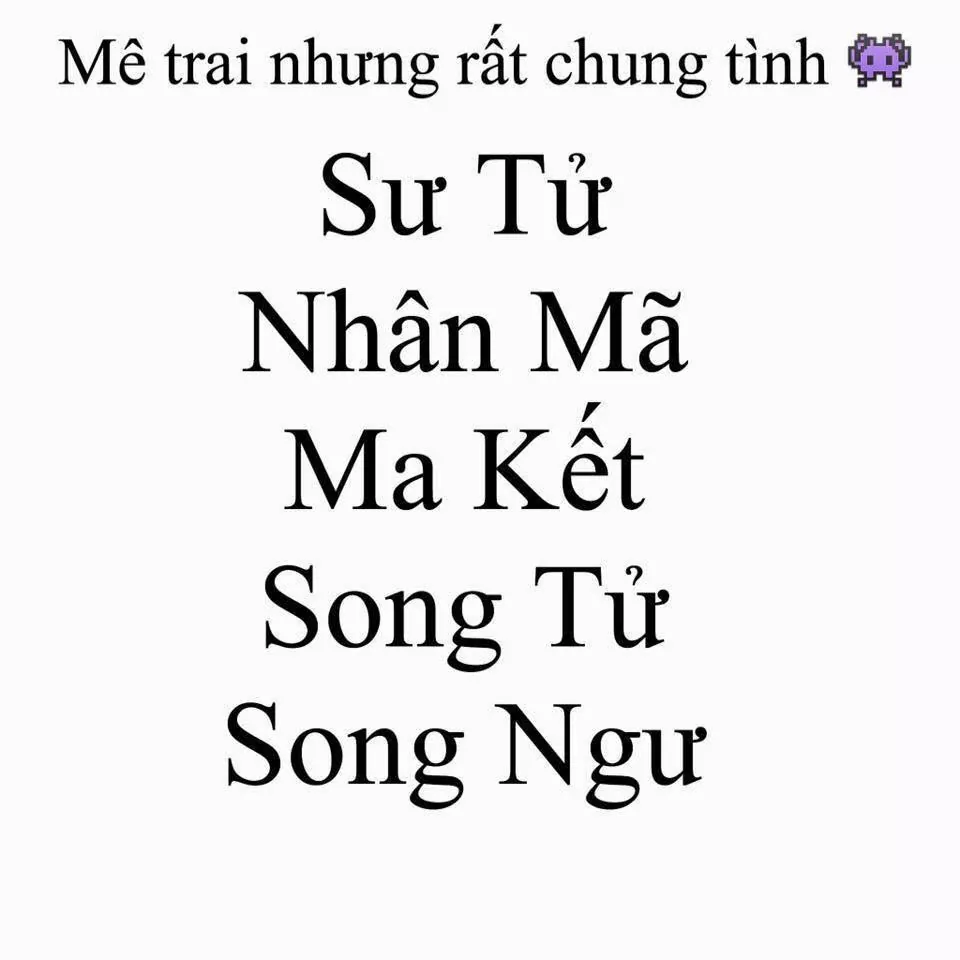 Mê trai nhưng rất chung tình 👾
Sư Tử
Nhân Mã
Ma Kết
Song Tử
Song Ngư